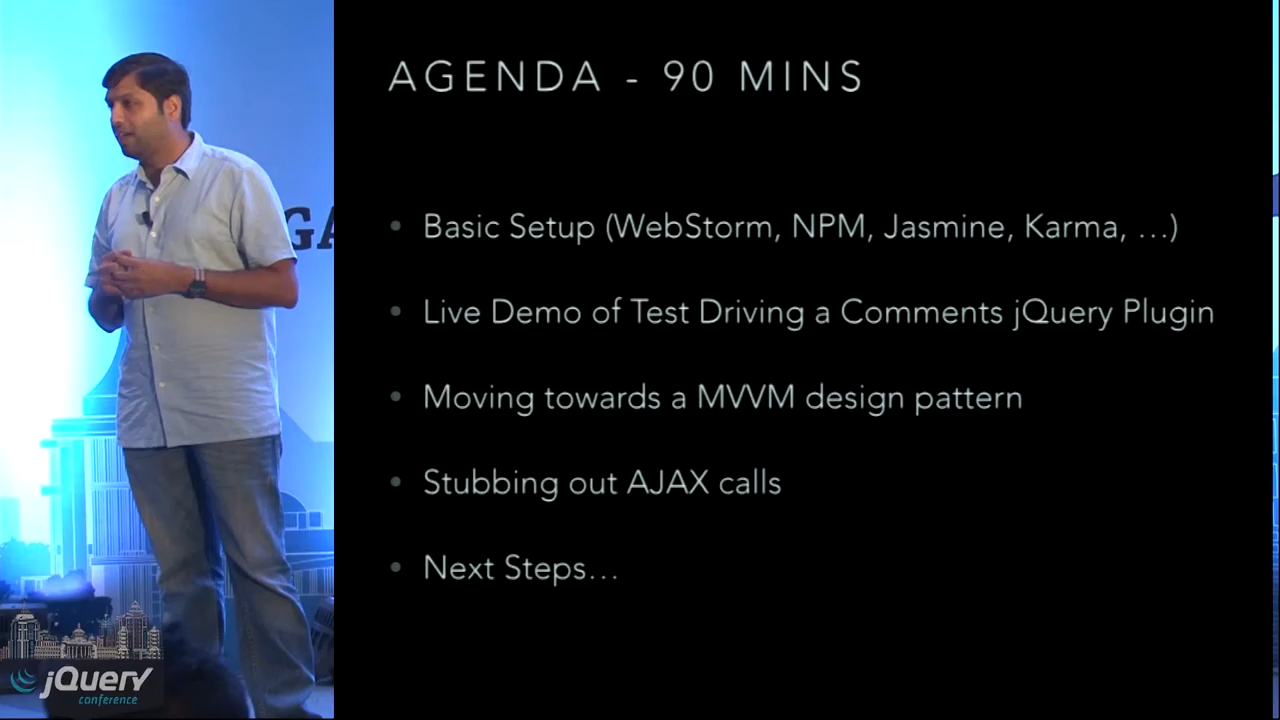 AGENDA - 90 MINS
GA
• Basic Setup (WebStorm, NPM, Jasmine, Karma, ...)
• Live Demo of Test Driving a Comments jQuery Plugin
• Moving towards a MVVM design pattern
• Stubbing out AJAX calls
• Next Steps...
jQuery
conference